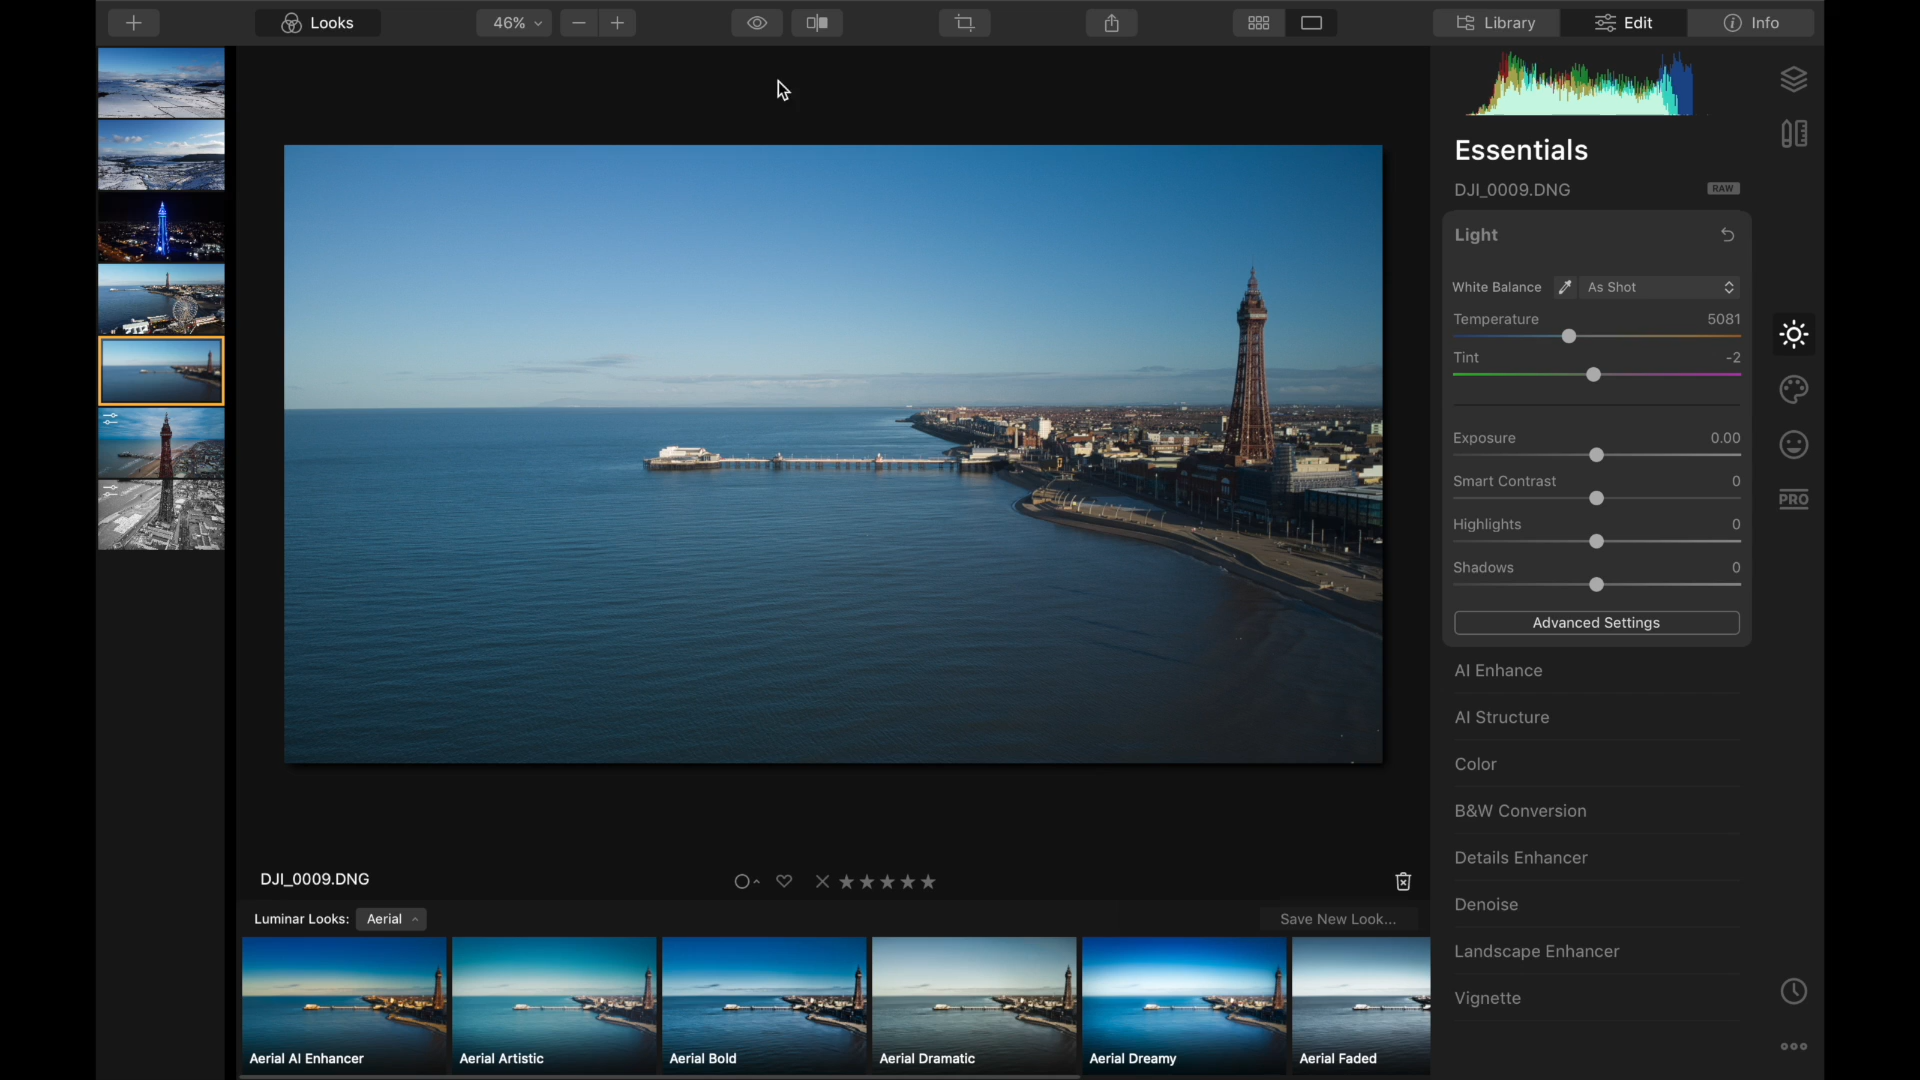 Looks
46%
Library
Edit
Info
Essentials
DJI_0009.DNG
RAW
Light
White Balance
As Shot
Temperature
5081
Tint
-2
Exposure
0.00
Smart Contrast
0
Highlights
0
Shadows
0
Advanced Settings
AI Enhance
AI Structure
Color
B&W Conversion
Details Enhancer
Denoise
Landscape Enhancer
Vignette
PRO
DJI_0009.DNG
Luminar Looks:
Aerial
Save New Look...
Aerial AI Enhancer
Aerial Artistic
Aerial Bold
Aerial Dramatic
Aerial Dreamy
Aerial Faded